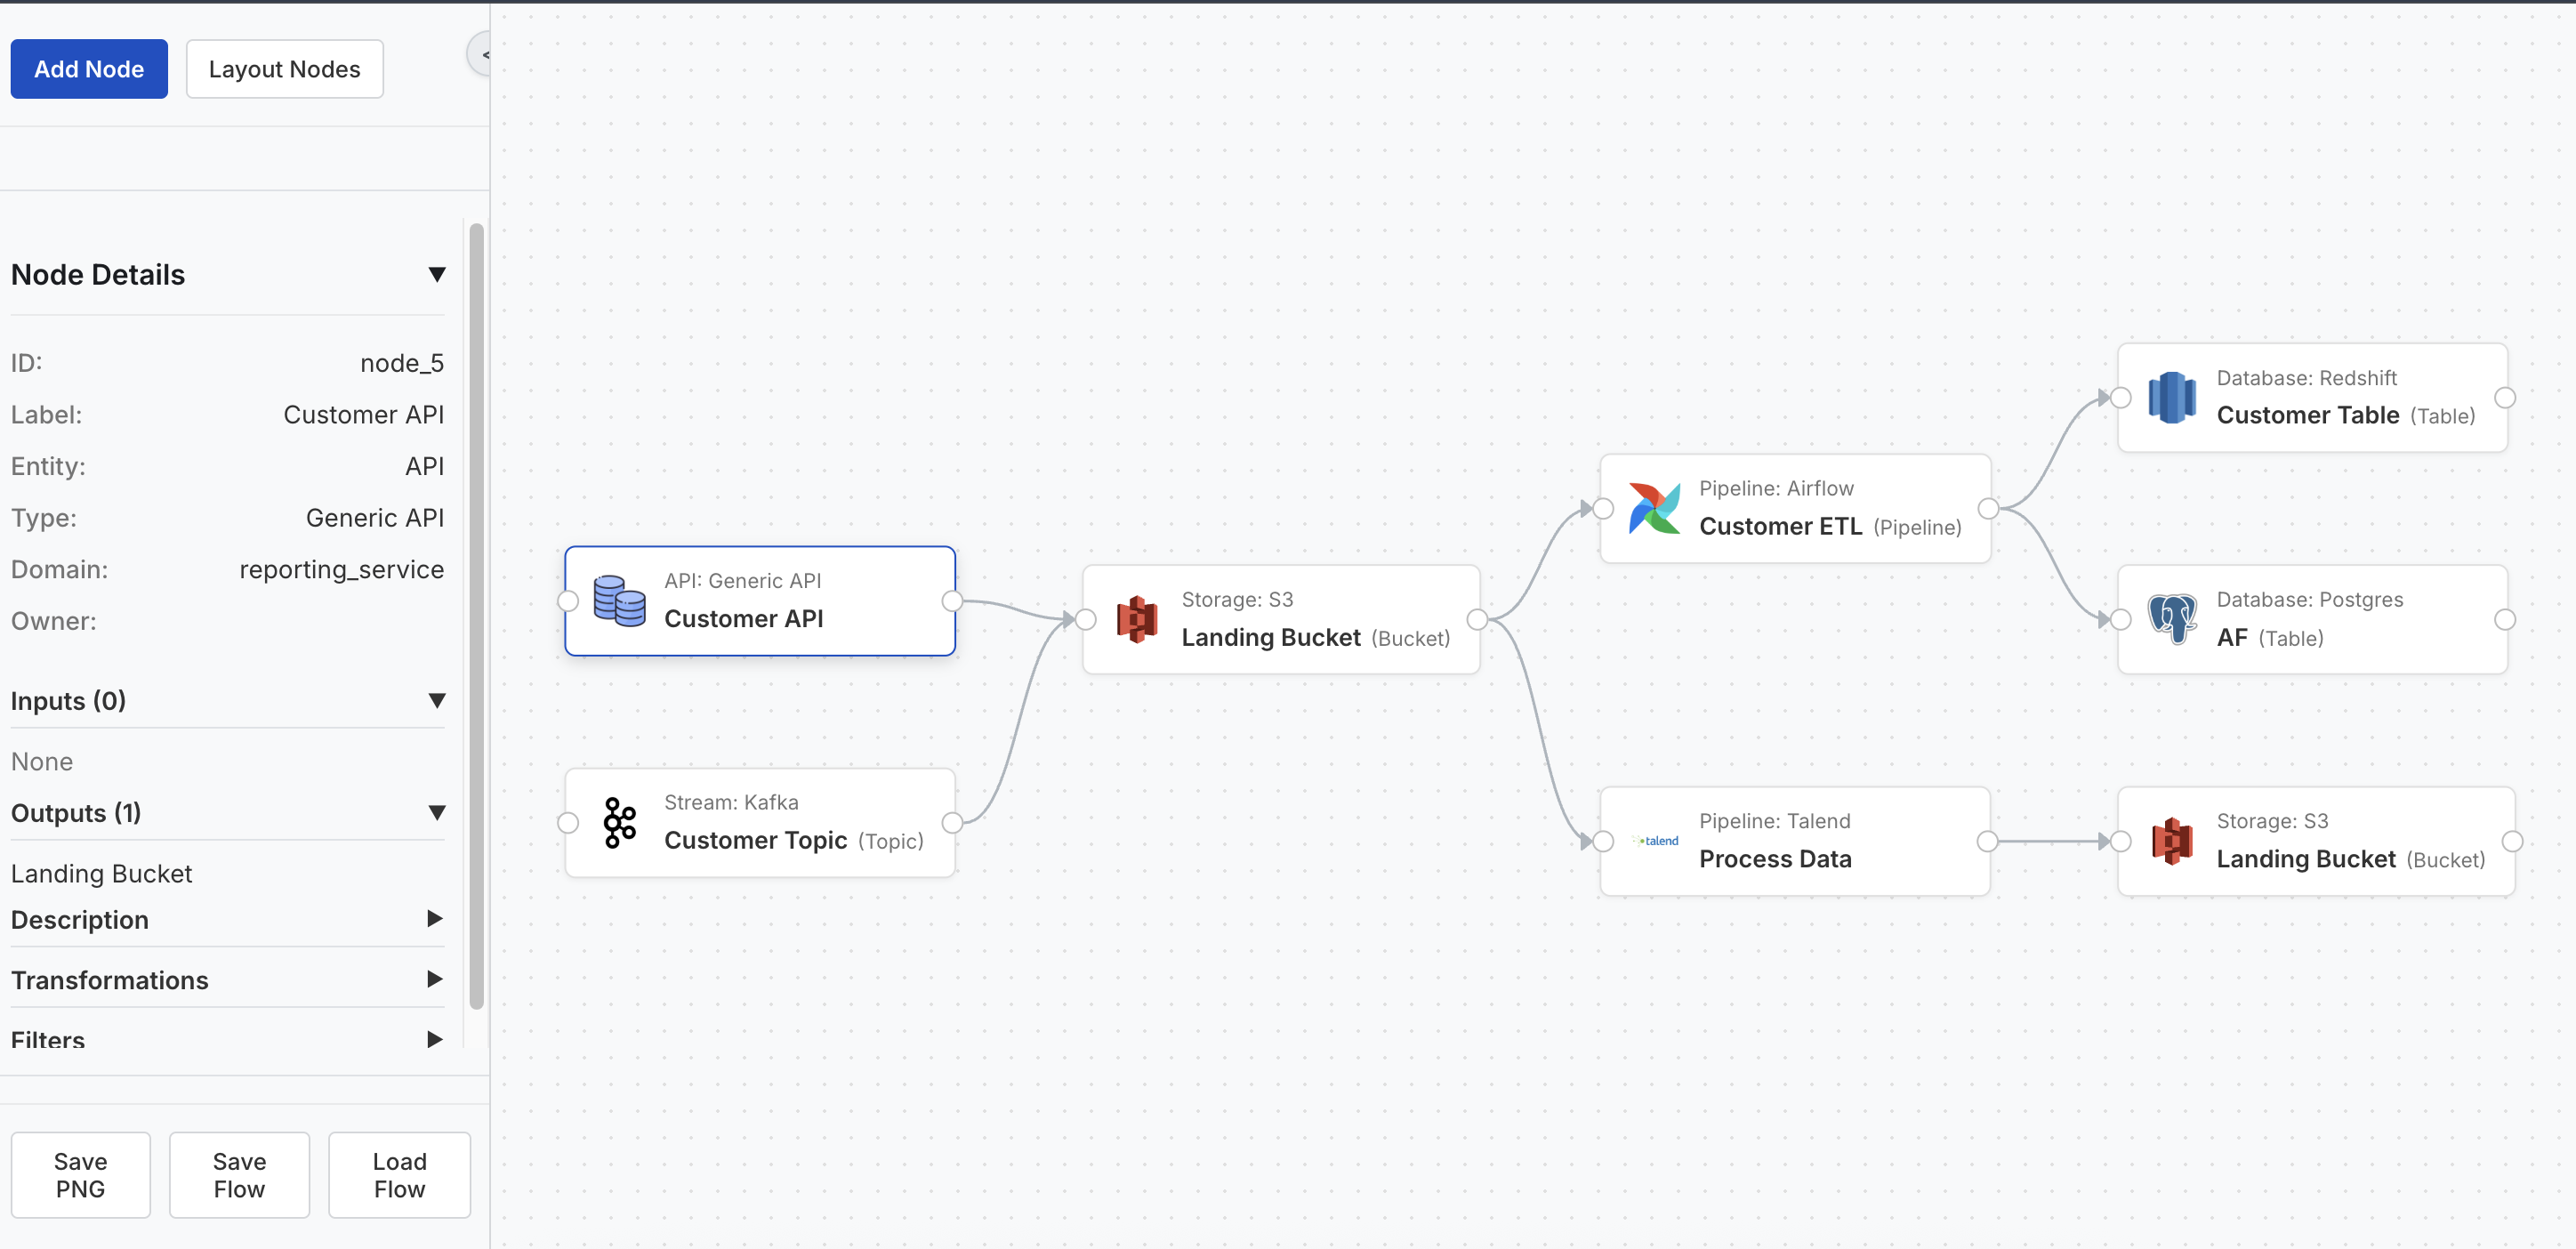 Add Node
Layout Nodes
<
Node Details
ID: node_5
Label: Customer API
Entity: API
Type: Generic API
Domain: reporting_service
Owner:
Inputs (0)
None
Outputs (1)
Landing Bucket
Description
Transformations
Filters
Save
PNG
Save
Flow
Load
Flow
API: Generic API
Customer API
Stream: Kafka
Customer Topic (Topic)
Storage: S3
Landing Bucket (Bucket)
Pipeline: Airflow
Customer ETL (Pipeline)
talend
Pipeline: Talend
Process Data
Database: Redshift
Customer Table (Table)
Database: Postgres
AF (Table)
Storage: S3
Landing Bucket (Bucket)